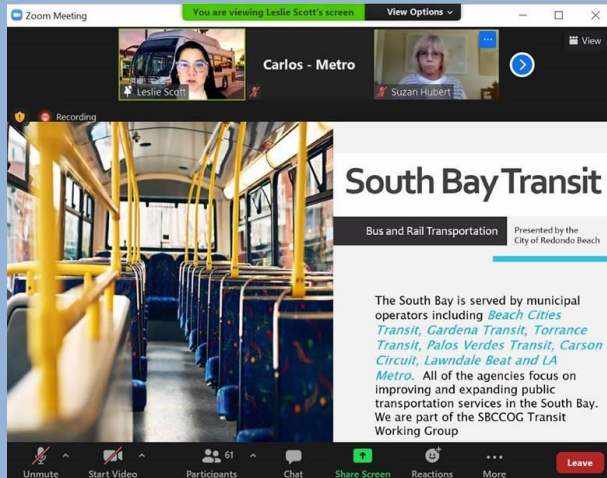 Zoom Meeting
You are viewing Leslie Scott's screen
View Options
View
Leslie Scott
Carlos - Metro
Suzan Hubert
Recording
South Bay Transit
Bus and Rail Transportation
Presented by the
City of Redondo Beach
The South Bay is served by municipal
operators including Beach Cities
Transit, Gardena Transit, Torrance
Transit, Palos Verdes Transit, Carson
Circuit, Lawndale Beat and LA
Metro. All of the agencies focus on
improving and expanding public
transportation services in the South Bay.
We are part of the SBCCOG Transit
Working Group
Unmute
Start Video
61
Participants
Chat
Share Screen
Reactions
More
Leave